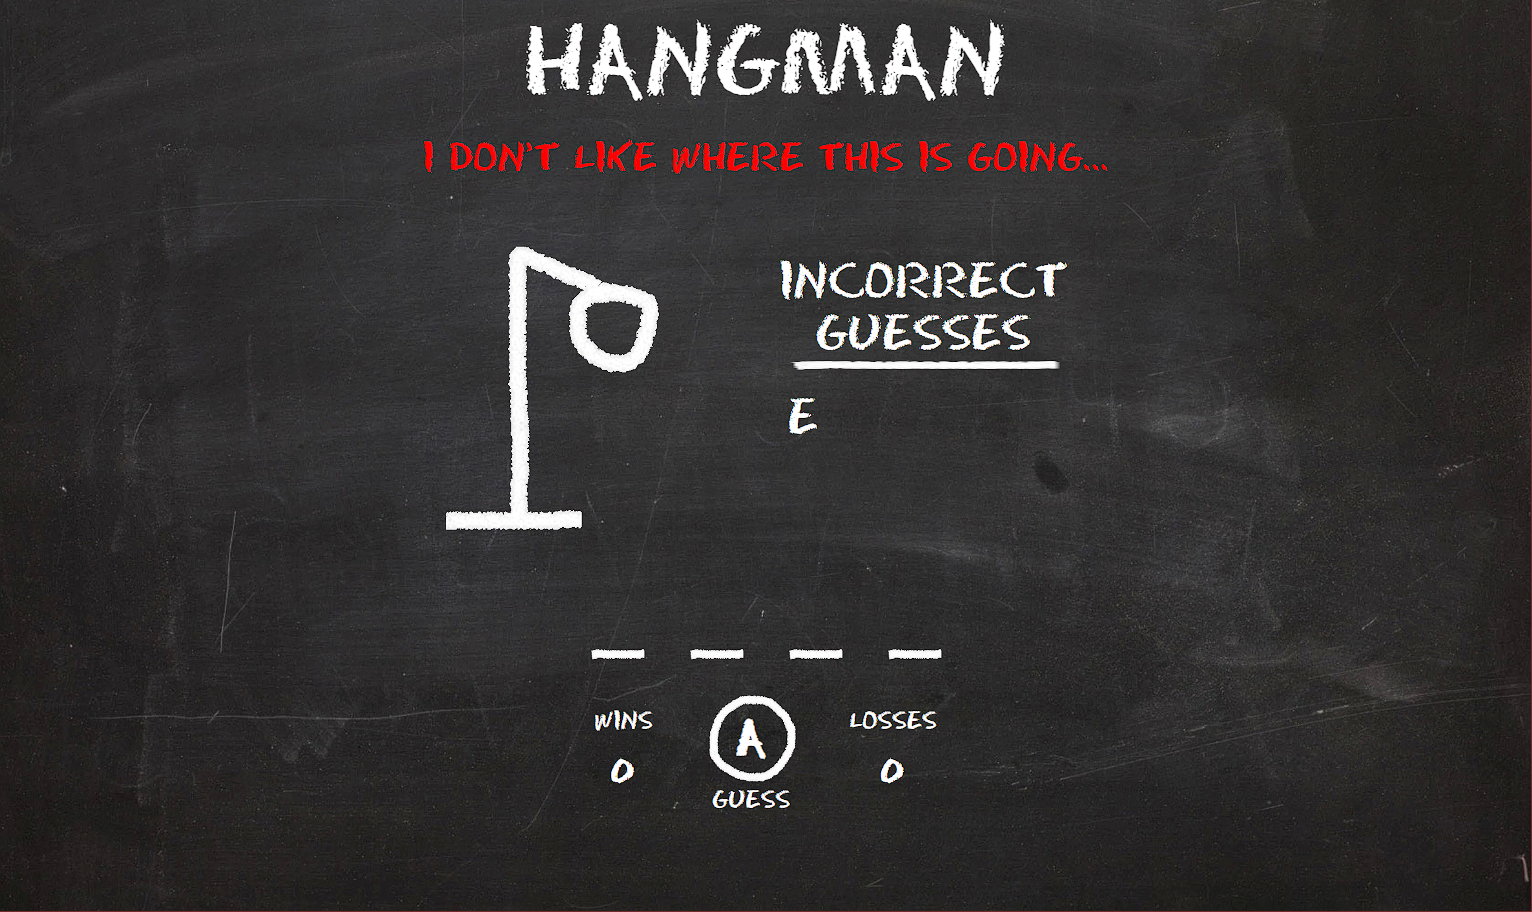 HANGMAN
I DON'T LIKE WHERE THIS IS GOING...
INCORRECT
GUESSES
E
WINS
A
LOSSES
0
0
GUESS